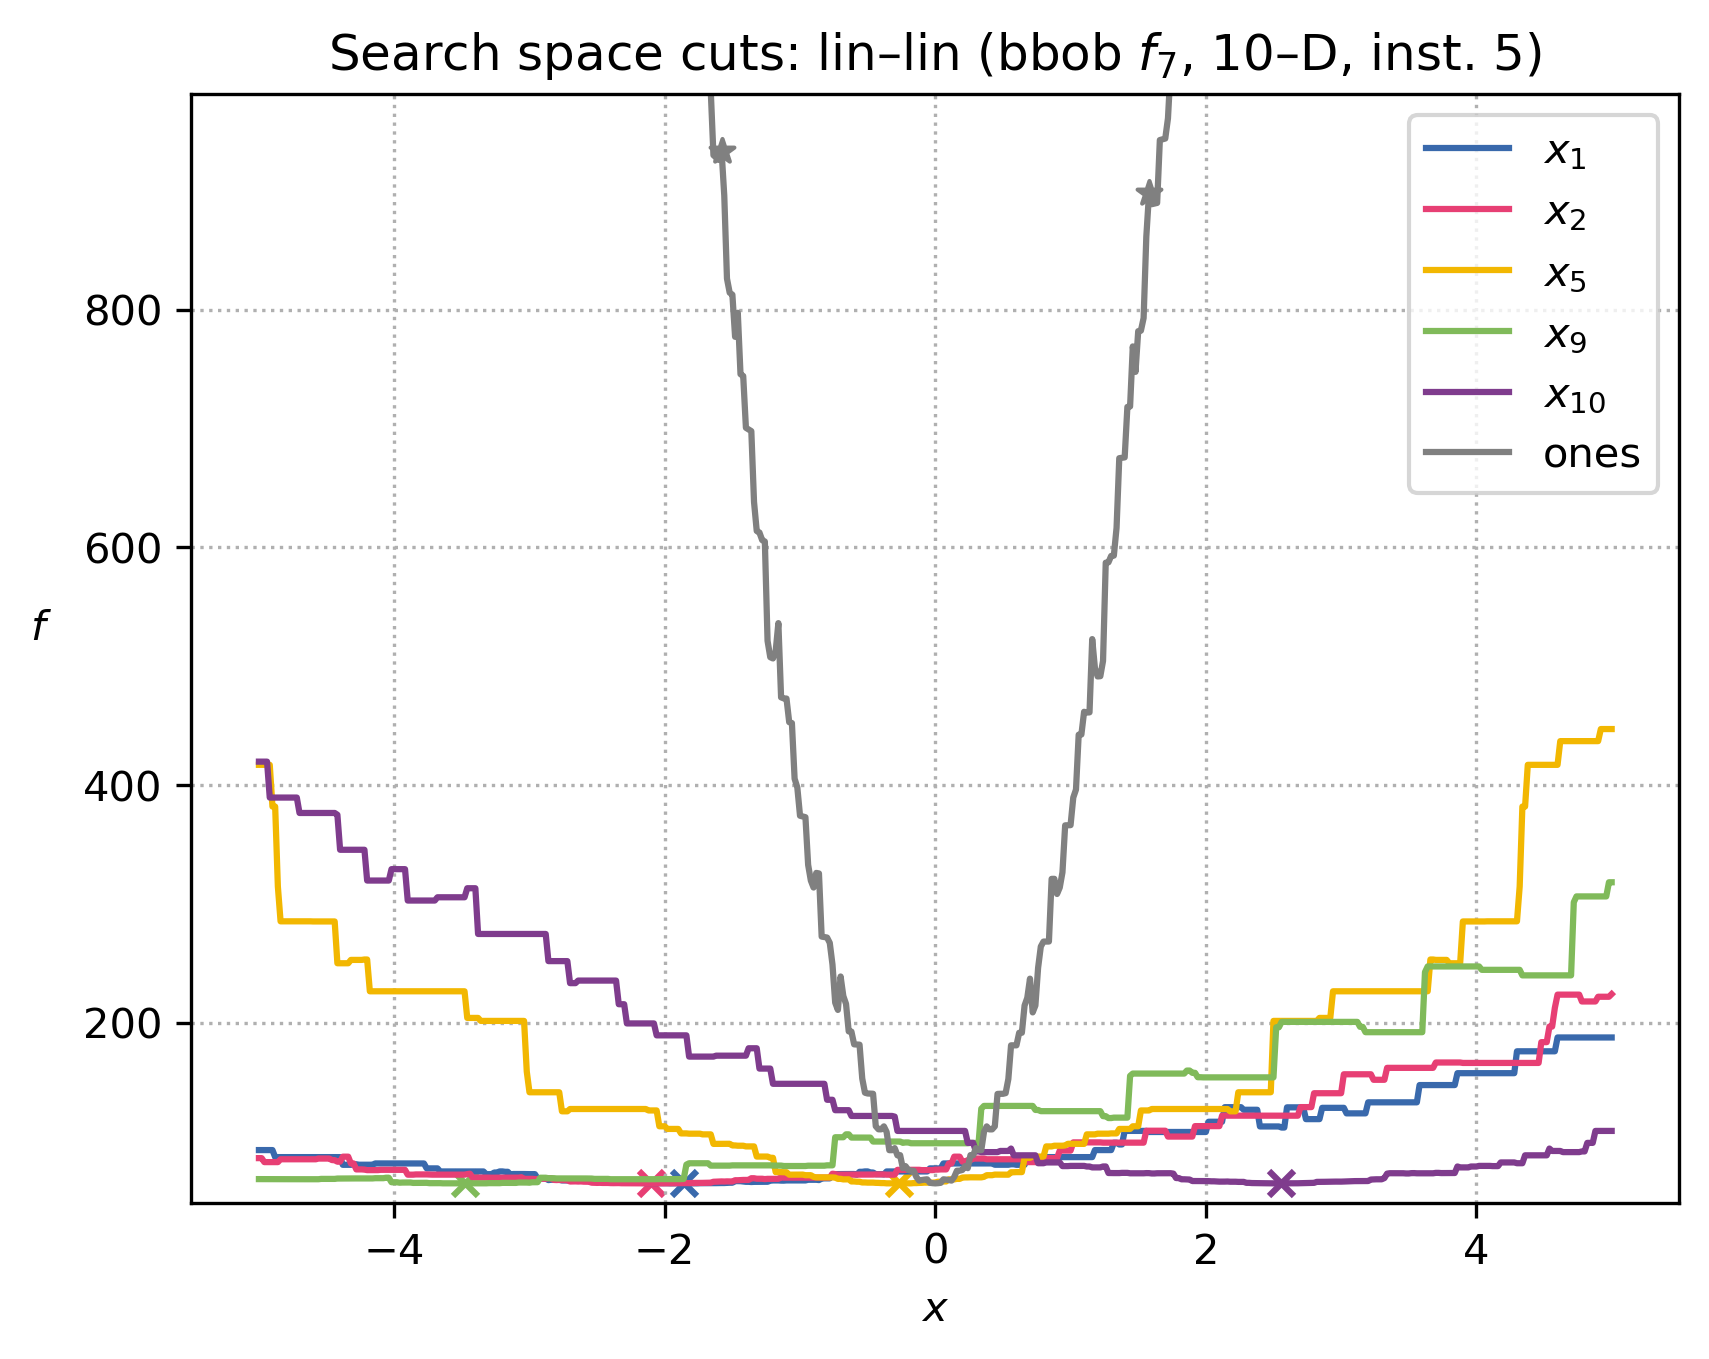 Search space cuts: lin–lin (bbob f₇, 10–D, inst. 5)
x₁
x₂
x₅
x₉
x₁₀
ones
800
600
400
200
f
−4
−2
0
2
4
x